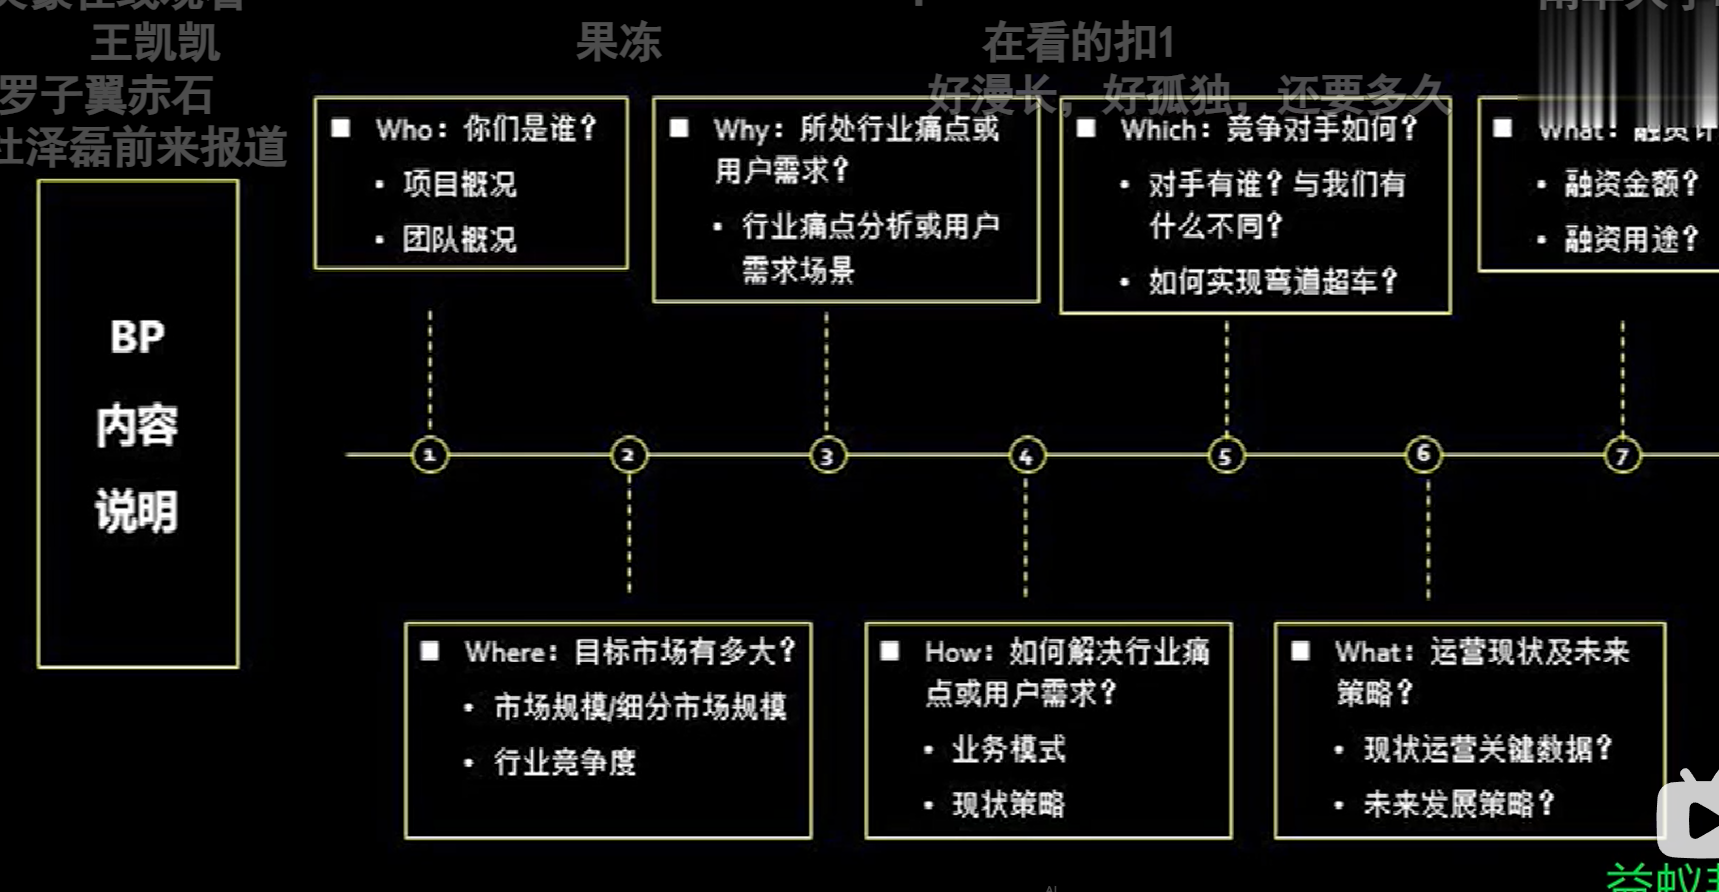 王凯凯
果冻
在看的扣1
罗子翼赤石
好漫长，好孤独，还要多久
杜泽磊前来报道
BP
内容
说明
Who：你们是谁？
• 项目概况
• 团队概况
Why：所处行业痛点或
用户需求？
• 行业痛点分析或用户
需求场景
Which：竞争对手如何？
• 对手有谁？与我们有
什么不同？
• 如何实现弯道超车？
What：融资计
• 融资金额？
• 融资用途？
1
2
3
4
5
6
7
Where：目标市场有多大？
• 市场规模/细分市场规模
• 行业竞争度
How：如何解决行业痛
点或用户需求？
• 业务模式
• 现状策略
What：运营现状及未来
策略？
• 现状运营关键数据？
• 未来发展策略？
益蚁